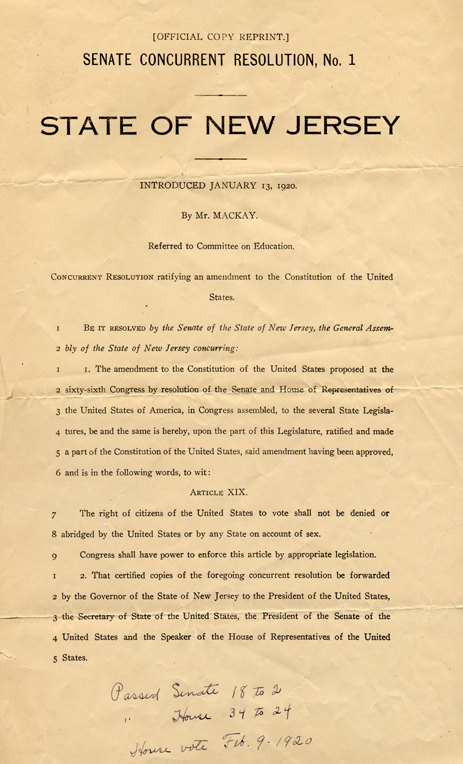 [OFFICIAL COPY REPRINT.]
SENATE CONCURRENT RESOLUTION, No. 1
STATE OF NEW JERSEY
INTRODUCED JANUARY 13, 1920.
By Mr. MACKAY.
Referred to Committee on Education.
CONCURRENT RESOLUTION ratifying an amendment to the Constitution of the United
States.
1 BE IT RESOLVED by the Senate of the State of New Jersey, the General Assem-
2 bly of the State of New Jersey concurring:
1 1. The amendment to the Constitution of the United States proposed at the
2 sixty-sixth Congress by resolution of the Senate and House of Representatives of
3 the United States of America, in Congress assembled, to the several State Legisla-
4 tures, be and the same is hereby, upon the part of this Legislature, ratified and made
5 a part of the Constitution of the United States, said amendment having been approved,
6 and is in the following words, to wit:
ARTICLE XIX.
7 The right of citizens of the United States to vote shall not be denied or
8 abridged by the United States or by any State on account of sex.
9 Congress shall have power to enforce this article by appropriate legislation.
1 2. That certified copies of the foregoing concurrent resolution be forwarded
2 by the Governor of the State of New Jersey to the President of the United States,
3 the Secretary of State of the United States, the President of the Senate of the
4 United States and the Speaker of the House of Representatives of the United
5 States.
Passed Senate 18 to 2
" House 34 to 24
House vote Feb. 9-1920